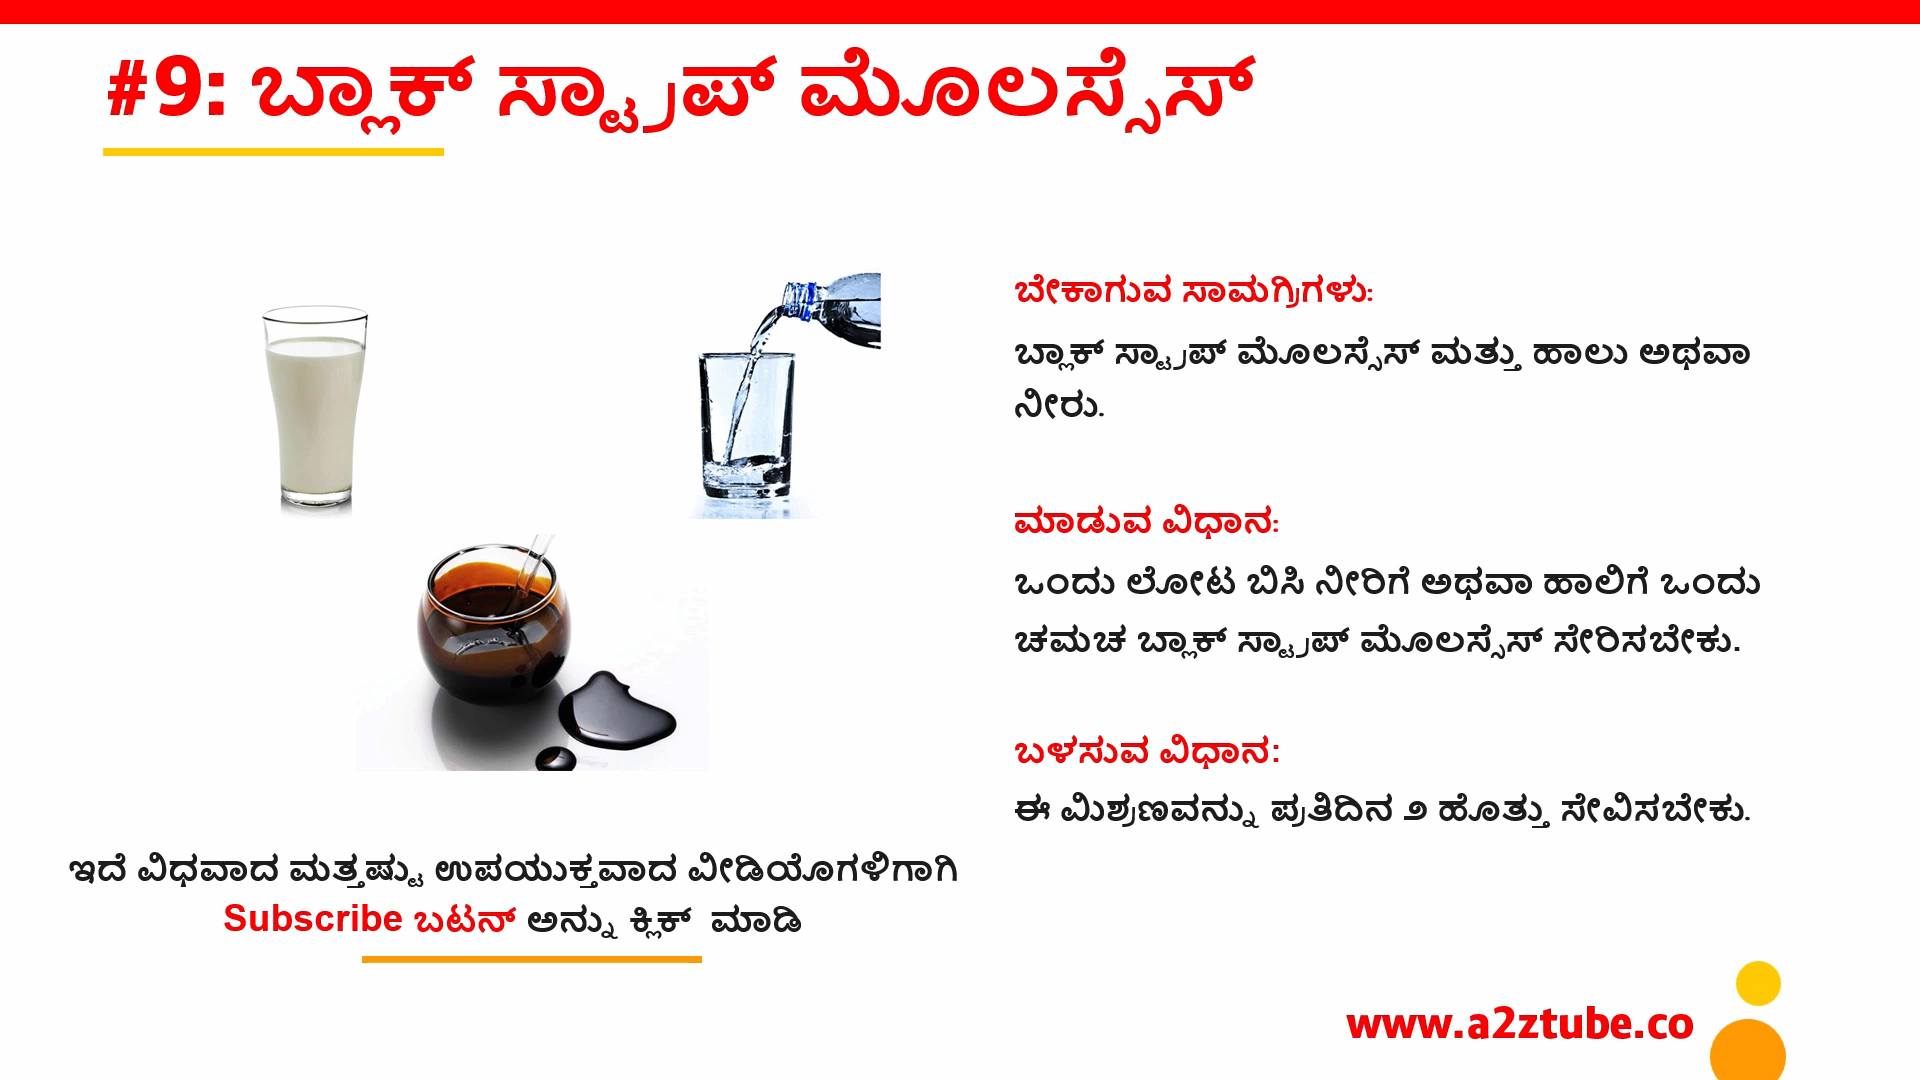 #9: ಬ್ಲಾಕ್ ಸ್ಟ್ರಾಪ್ ಮೊಲಸ್ಸೆಸ್
ಬೇಕಾಗುವ ಸಾಮಗ್ರಿಗಳು:
ಬ್ಲಾಕ್ ಸ್ಟ್ರಾಪ್ ಮೊಲಸ್ಸೆಸ್ ಮತ್ತು ಹಾಲು ಅಥವಾ
ನೀರು.
ಮಾಡುವ ವಿಧಾನ:
ಒಂದು ಲೋಟ ಬಿಸಿ ನೀರಿಗೆ ಅಥವಾ ಹಾಲಿಗೆ ಒಂದು
ಚಮಚ ಬ್ಲಾಕ್ ಸ್ಟ್ರಾಪ್ ಮೊಲಸ್ಸೆಸ್ ಸೇರಿಸಬೇಕು.
ಬಳಸುವ ವಿಧಾನ:
ಈ ಮಿಶ್ರಣವನ್ನು ಪ್ರತಿದಿನ ೨ ಹೊತ್ತು ಸೇವಿಸಬೇಕು.
ಇದೆ ವಿಧವಾದ ಮತ್ತಷ್ಟು ಉಪಯುಕ್ತವಾದ ವೀಡಿಯೊಗಳಿಗಾಗಿ
Subscribe ಬಟನ್ ಅನ್ನು ಕ್ಲಿಕ್ ಮಾಡಿ
www.a2ztube.co